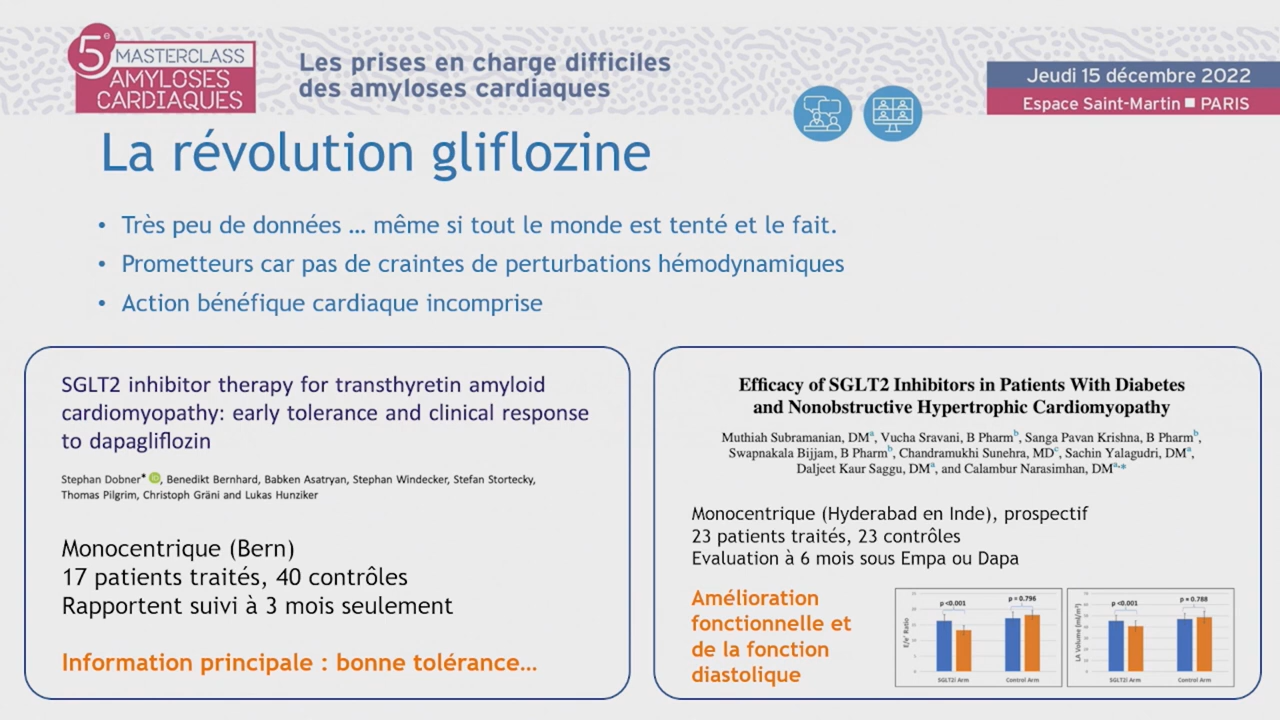 5e MASTERCLASS
AMYLOSES
CARDIAQUES
Les prises en charge difficiles
des amyloses cardiaques
Jeudi 15 décembre 2022
Espace Saint-Martin ■ PARIS
La révolution gliflozine
• Très peu de données ... même si tout le monde est tenté et le fait.
• Prometteurs car pas de craintes de perturbations hémodynamiques
• Action bénéfique cardiaque incomprise
SGLT2 inhibitor therapy for transthyretin amyloid
cardiomyopathy: early tolerance and clinical response
to dapagliflozin
Stephan Dobner* iD, Benedikt Bernhard, Babken Asatryan, Stephan Windecker, Stefan Stortecky,
Thomas Pilgrim, Christoph Gräni and Lukas Hunziker
Monocentrique (Bern)
17 patients traités, 40 contrôles
Rapportent suivi à 3 mois seulement
Information principale : bonne tolérance...
Efficacy of SGLT2 Inhibitors in Patients With Diabetes
and Nonobstructive Hypertrophic Cardiomyopathy
Muthiah Subramanian, DMa, Vucha Sravani, B Pharmb, Sanga Pavan Krishna, B Pharmb,
Swapnakala Bijjam, B Pharmb, Chandramukhi Sunehra, MDc, Sachin Yalagudri, DMa,
Daljeet Kaur Saggu, DMa, and Calambur Narasimhan, DMa,*
Monocentrique (Hyderabad en Inde), prospectif
23 patients traités, 23 contrôles
Evaluation à 6 mois sous Empa ou Dapa
Amélioration
fonctionnelle et
de la fonction
diastolique
p <0.001
p = 0.796
E/e' Ratio
SGLT2i Arm
Control Arm
p <0.001
p = 0.788
LA Volume (ml/m²)
SGLT2i Arm
Control Arm